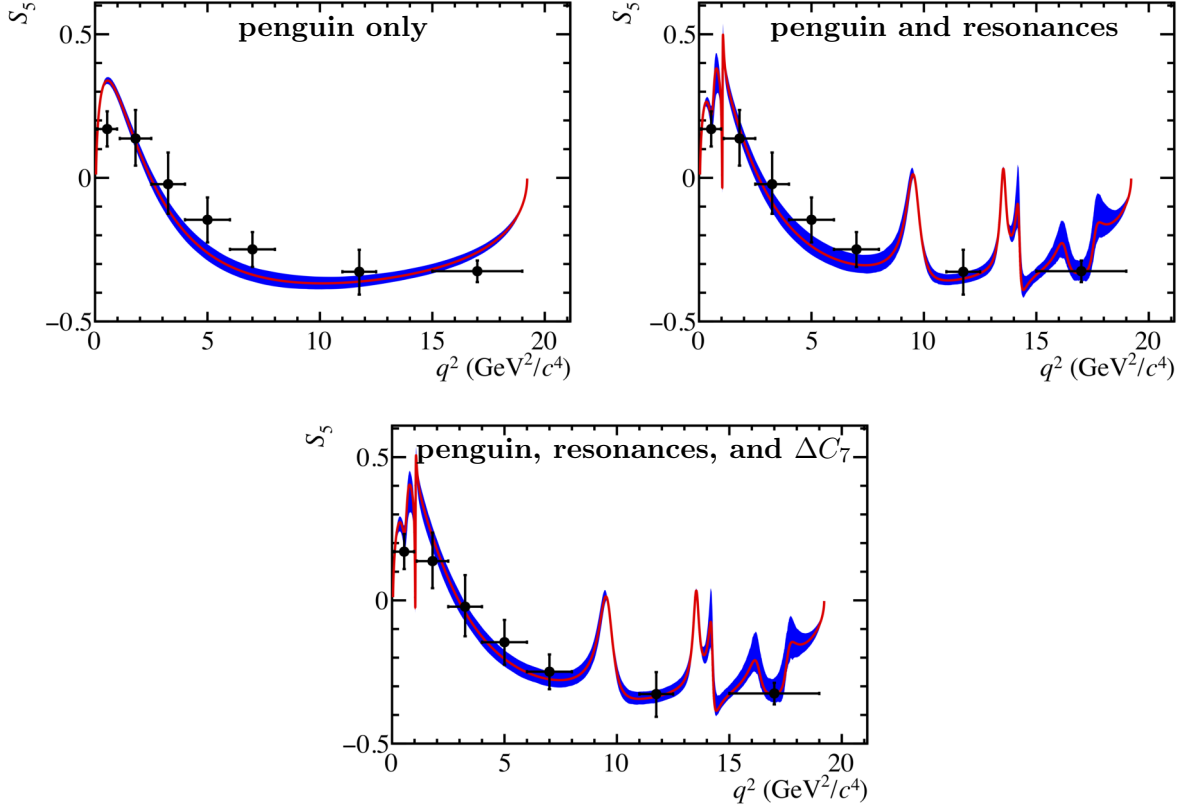 S₅
penguin only
0.5
0
−0.5
0 5 10 15 20
q² (GeV²/c⁴)
S₅
penguin and resonances
0.5
0
−0.5
0 5 10 15 20
q² (GeV²/c⁴)
S₅
penguin, resonances, and ΔC₇
0.5
0
−0.5
0 5 10 15 20
q² (GeV²/c⁴)